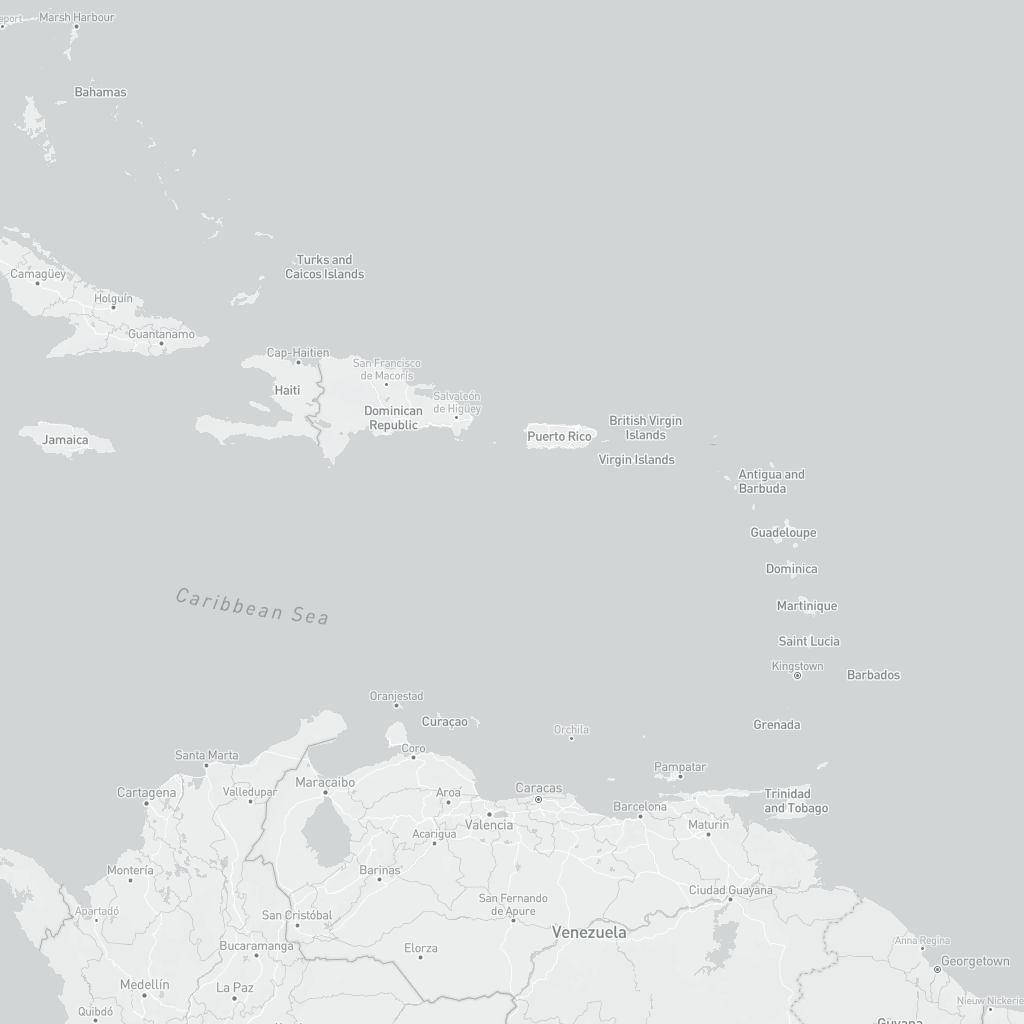 eport
Marsh Harbour
Bahamas
Turks and
Caicos Islands
Camagüey
Holguín
Guantanamo
Cap-Haitien
San Francisco
de Macorís
Haiti
Salvaleón
de Higüey
Dominican
Republic
Jamaica
Puerto Rico
British Virgin
Islands
Virgin Islands
Antigua and
Barbuda
Guadeloupe
Dominica
Caribbean Sea
Martinique
Saint Lucia
Kingstown
Barbados
Oranjestad
Curaçao
Orchila
Grenada
Santa Marta
Coro
Pampatar
Maracaibo
Cartagena
Valledupar
Aroa
Caracas
Barcelona
Trinidad
and Tobago
Valencia
Acarigua
Maturín
Montería
Barinas
Ciudad Guayana
San Fernando
de Apure
Apartadó
San Cristóbal
Venezuela
Bucaramanga
Elorza
Anna Regina
Georgetown
Medellín
La Paz
Quibdó
Nieuw Nickerie
Guyana